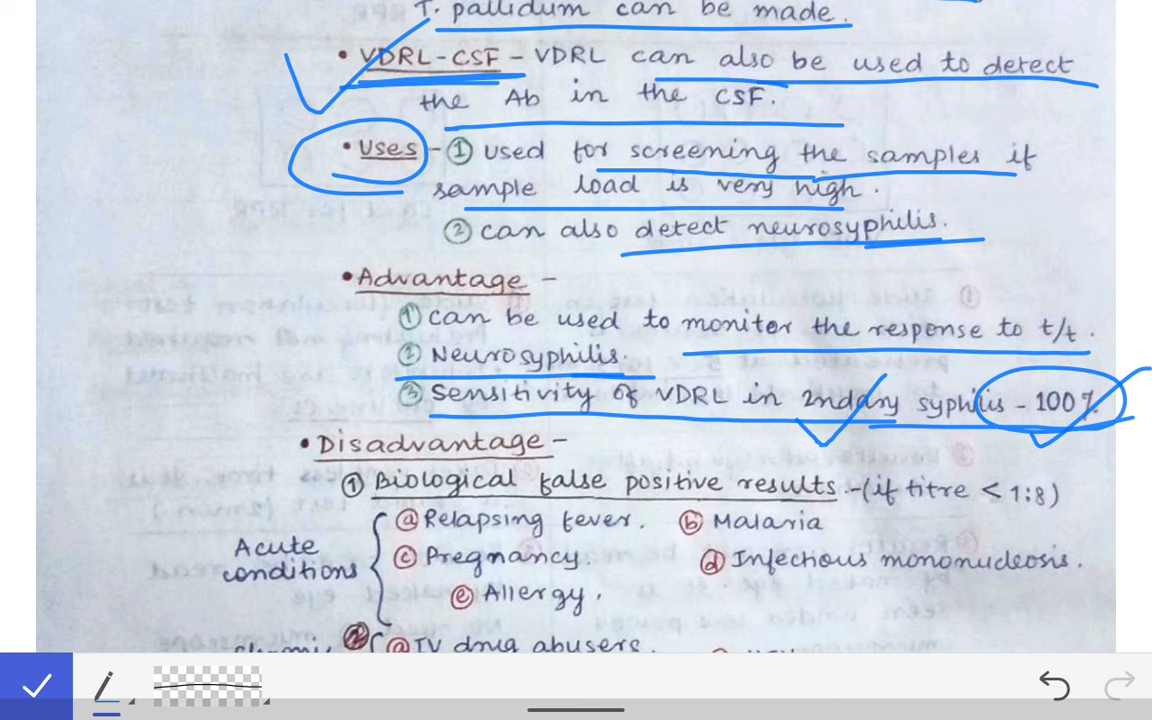 T. pallidum can be made.
• VDRL-CSF - VDRL can also be used to detect
the Ab in the CSF.
• Uses - ① used for screening the samples if
sample load is very high.
② can also detect neurosyphilis.
• Advantage -
① can be used to monitor the response to t/t.
② Neurosyphilis.
③ Sensitivity of VDRL in 2ndary syphilis - 100%
• Disadvantage -
① Biological false positive results - (if titre < 1:8)
Acute conditions
ⓐ Relapsing fever. ⓑ Malaria
ⓒ Pregnancy. ⓓ Infectious mononucleosis.
ⓔ Allergy.
ⓐ IV drug abusers.